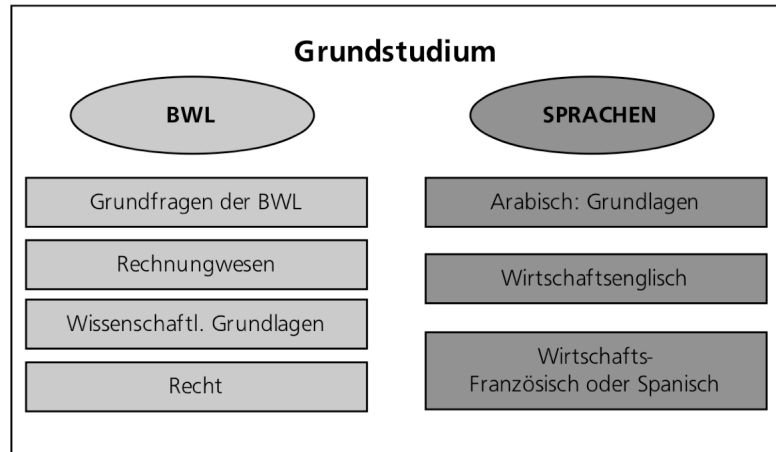 Grundstudium
BWL
Grundfragen der BWL
Rechnungwesen
Wissenschaftl. Grundlagen
Recht
SPRACHEN
Arabisch: Grundlagen
Wirtschaftsenglisch
Wirtschafts-
Französisch oder Spanisch